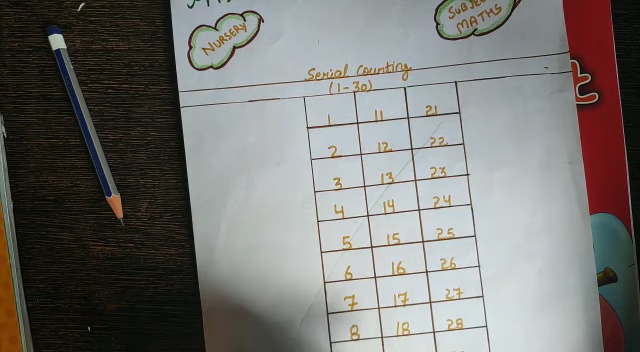 NURSERY
SUBJECT
MATHS
Serial counting
(1-30)
1 11 21
2 12 22
3 13 23
4 14 24
5 15 25
6 16 26
7 17 27
8 18 28